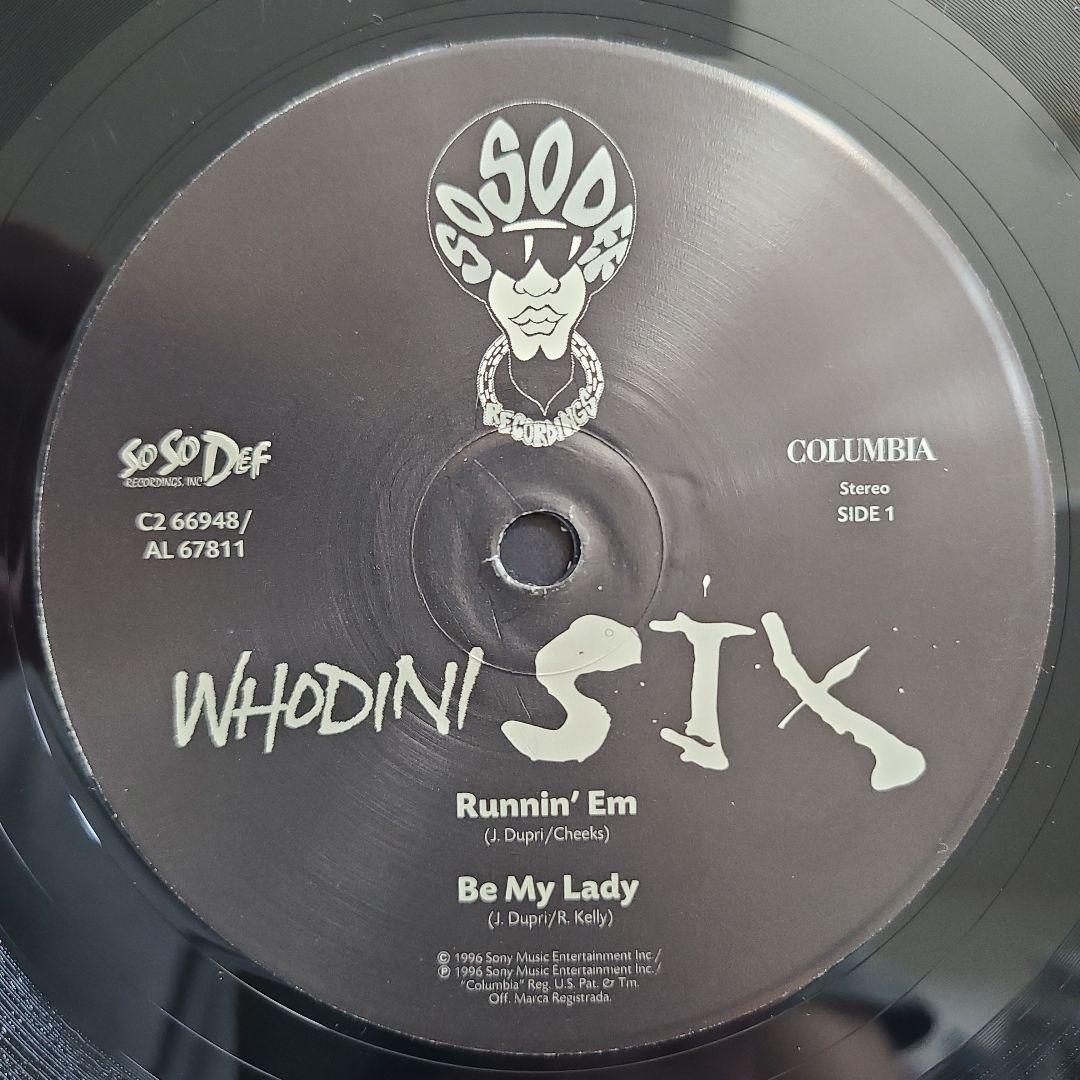 SO SO DEF
RECORDINGS
SO SO DEF
RECORDINGS, INC.
C2 66948/
AL 67811
COLUMBIA
Stereo
SIDE 1
WHODINI SIX
Runnin' Em
(J. Dupri/Cheeks)
Be My Lady
(J. Dupri/R. Kelly)
© 1996 Sony Music Entertainment Inc./
℗ 1996 Sony Music Entertainment Inc./
"Columbia" Reg. U.S. Pat. & Tm.
Off. Marca Registrada.